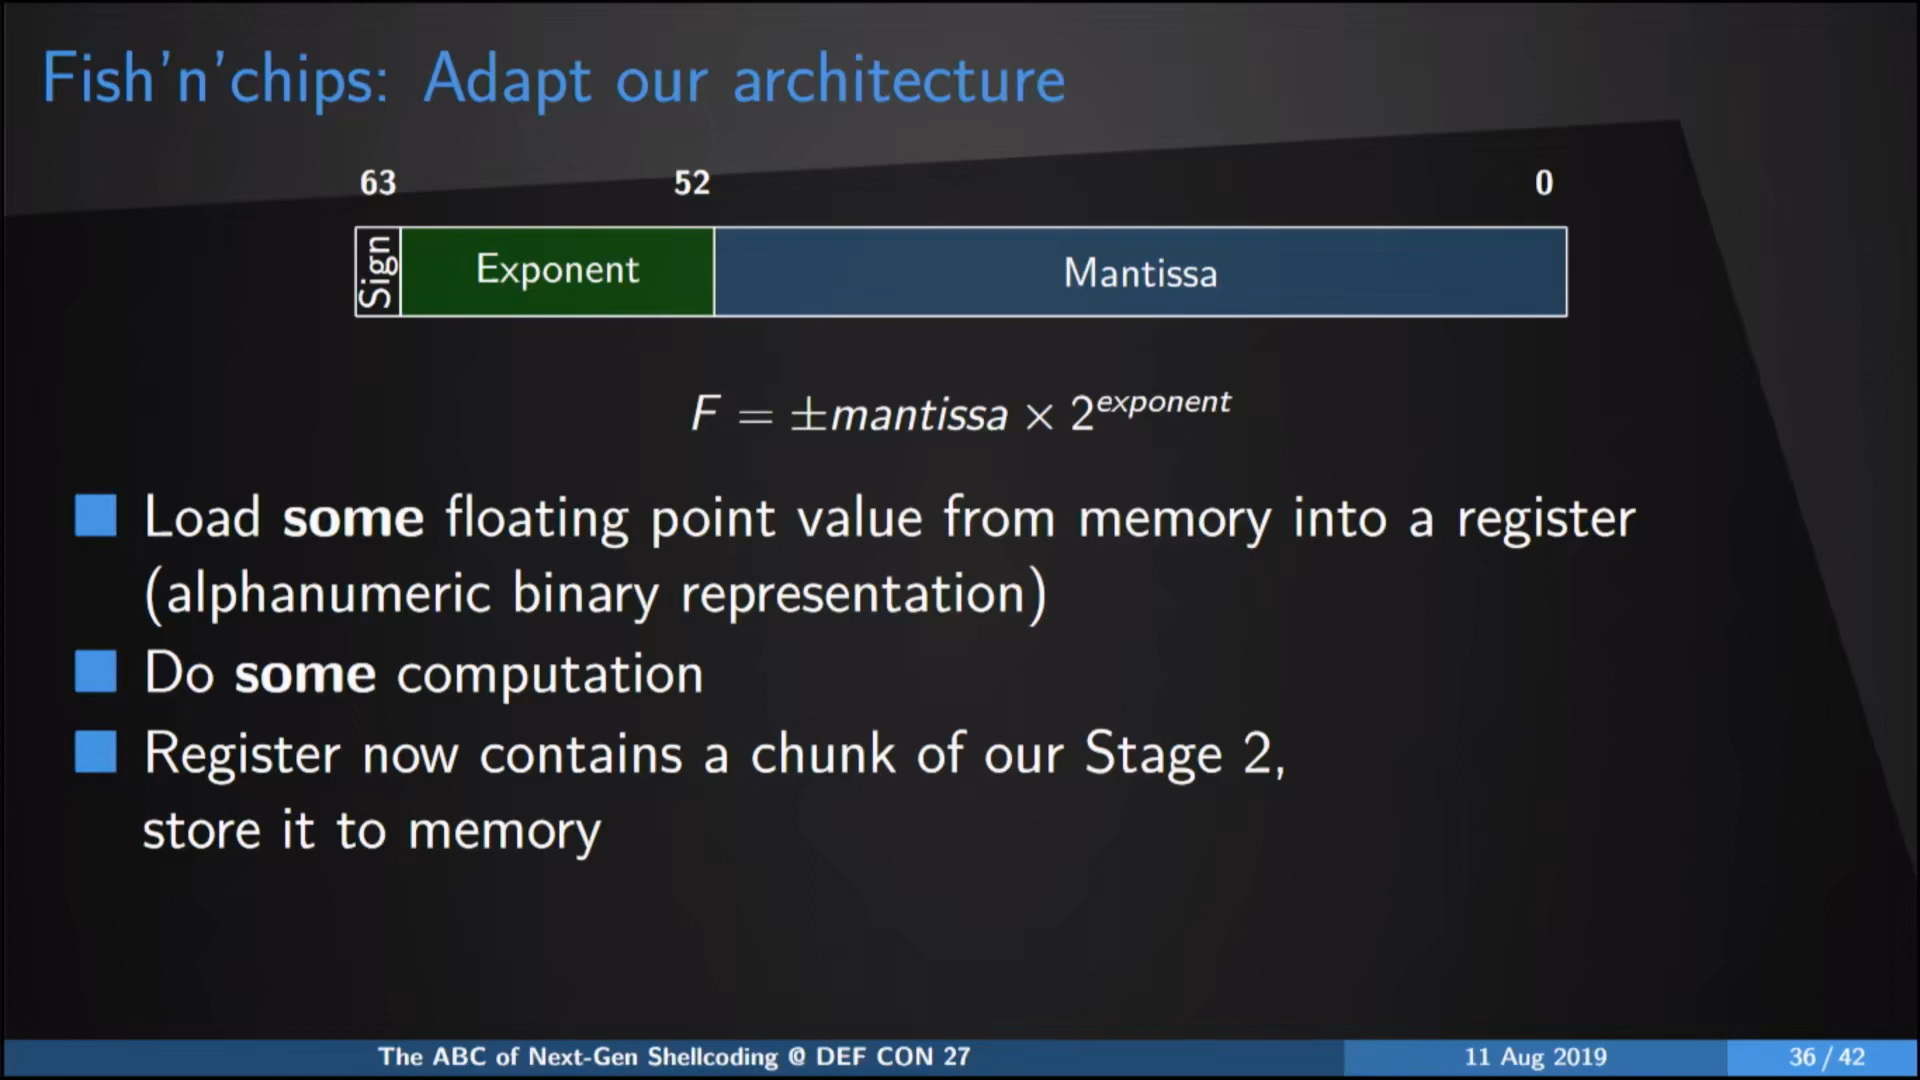 Fish'n'chips: Adapt our architecture
63 52 0
Sign Exponent Mantissa
F = ±mantissa × 2^exponent
Load some floating point value from memory into a register
(alphanumeric binary representation)
Do some computation
Register now contains a chunk of our Stage 2,
store it to memory
The ABC of Next-Gen Shellcoding @ DEF CON 27 11 Aug 2019 36 / 42